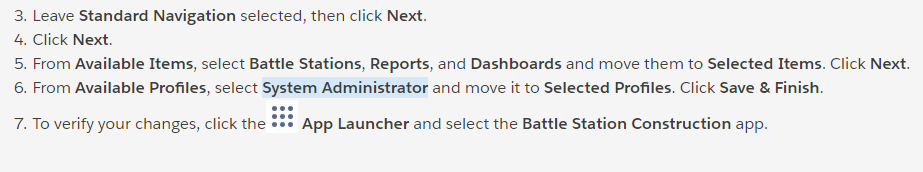 3. Leave Standard Navigation selected, then click Next.
4. Click Next.
5. From Available Items, select Battle Stations, Reports, and Dashboards and move them to Selected Items. Click Next.
6. From Available Profiles, select System Administrator and move it to Selected Profiles. Click Save & Finish.
7. To verify your changes, click the App Launcher and select the Battle Station Construction app.